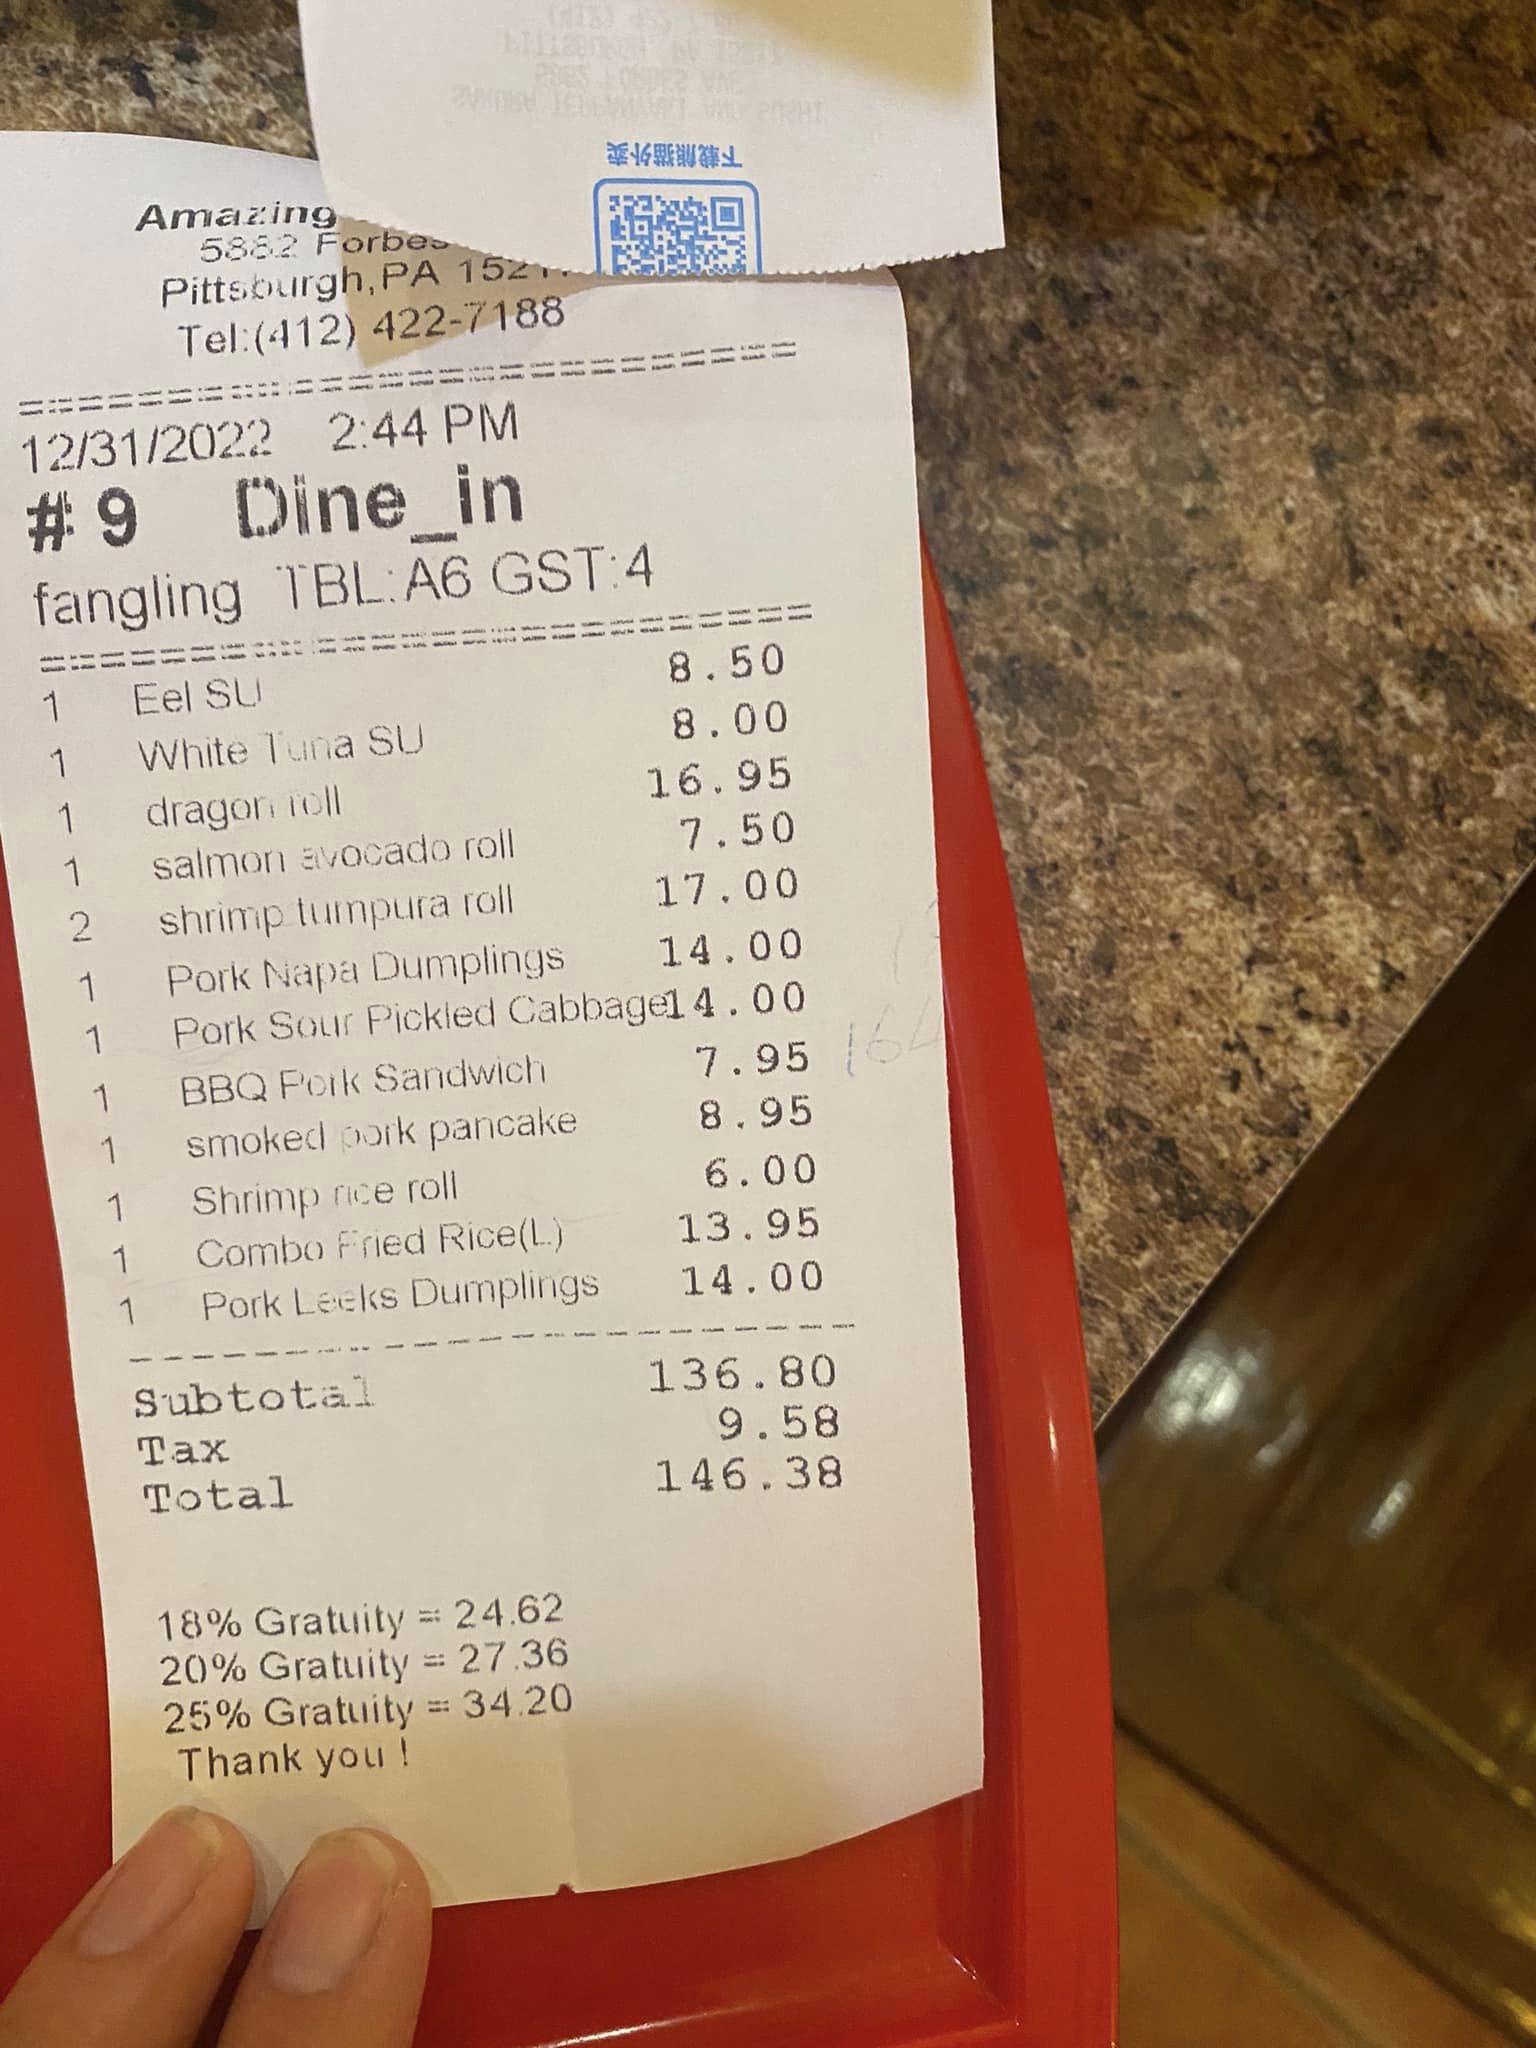 下载熊猫外卖
Amazing
5882 Forbes
Pittsburgh,PA
Tel:(412) 422-7188
12/31/2022 2:44 PM
# 9 Dine_in
fangling TBL:A6 GST:4
1 Eel SU 8.50
1 White Tuna SU 8.00
1 dragon roll 16.95
1 salmon avocado roll 7.50
2 shrimp tumpura roll 17.00
1 Pork Napa Dumplings 14.00
1 Pork Sour Pickled Cabbage 14.00
1 BBQ Pork Sandwich 7.95
1 smoked pork pancake 8.95
1 Shrimp rice roll 6.00
1 Combo Fried Rice(L) 13.95
1 Pork Leeks Dumplings 14.00
Subtotal 136.80
Tax 9.58
Total 146.38
18% Gratuity = 24.62
20% Gratuity = 27.36
25% Gratuity = 34.20
Thank you !